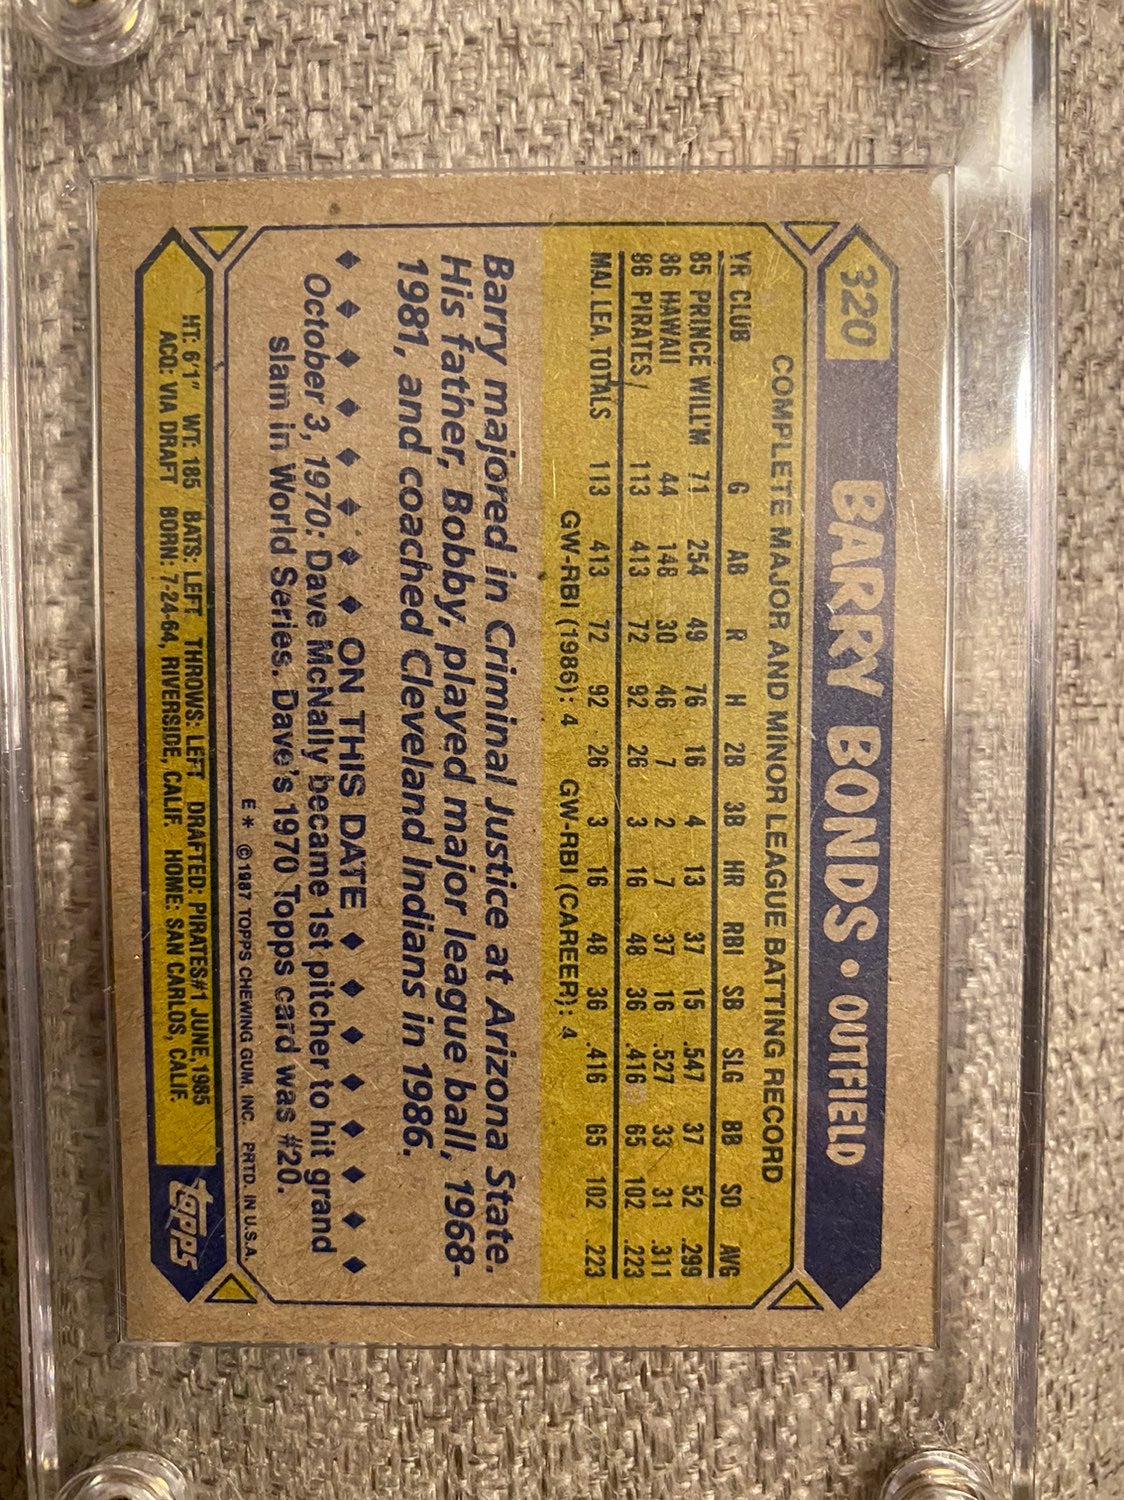 320 BARRY BONDS • OUTFIELD
COMPLETE MAJOR AND MINOR LEAGUE BATTING RECORD
YR CLUB G AB R H 2B 3B HR RBI SB SLG BB SO AVG
85 PRINCE WILL'M 71 254 49 76 16 4 13 37 15 .547 37 52 .299
86 HAWAII 44 148 30 46 7 2 7 37 16 .527 33 31 .311
86 PIRATES / 113 413 72 92 26 3 16 48 36 .416 65 102 .223
MAJ LEA TOTALS 113 413 72 92 26 3 16 48 36 .416 65 102 .223
GW-RBI (1986): 4 GW-RBI (CAREER): 4
Barry majored in Criminal Justice at Arizona State.
His father, Bobby, played major league ball, 1968-
1981, and coached Cleveland Indians in 1986.
◆ ◆ ◆ ◆ ◆ ◆ ◆ ◆ ON THIS DATE ◆ ◆ ◆ ◆ ◆ ◆ ◆ ◆
October 3, 1970: Dave McNally became 1st pitcher to hit grand
slam in World Series. Dave's 1970 Topps card was #20.
E* ©1987 TOPPS CHEWING GUM, INC. PRTD. IN U.S.A.
HT: 6'1" WT: 185 BATS: LEFT THROWS: LEFT DRAFTED: PIRATES#1 JUNE, 1985
ACQ: VIA DRAFT BORN: 7-24-64, RIVERSIDE, CALIF. HOME: SAN CARLOS, CALIF.
topps